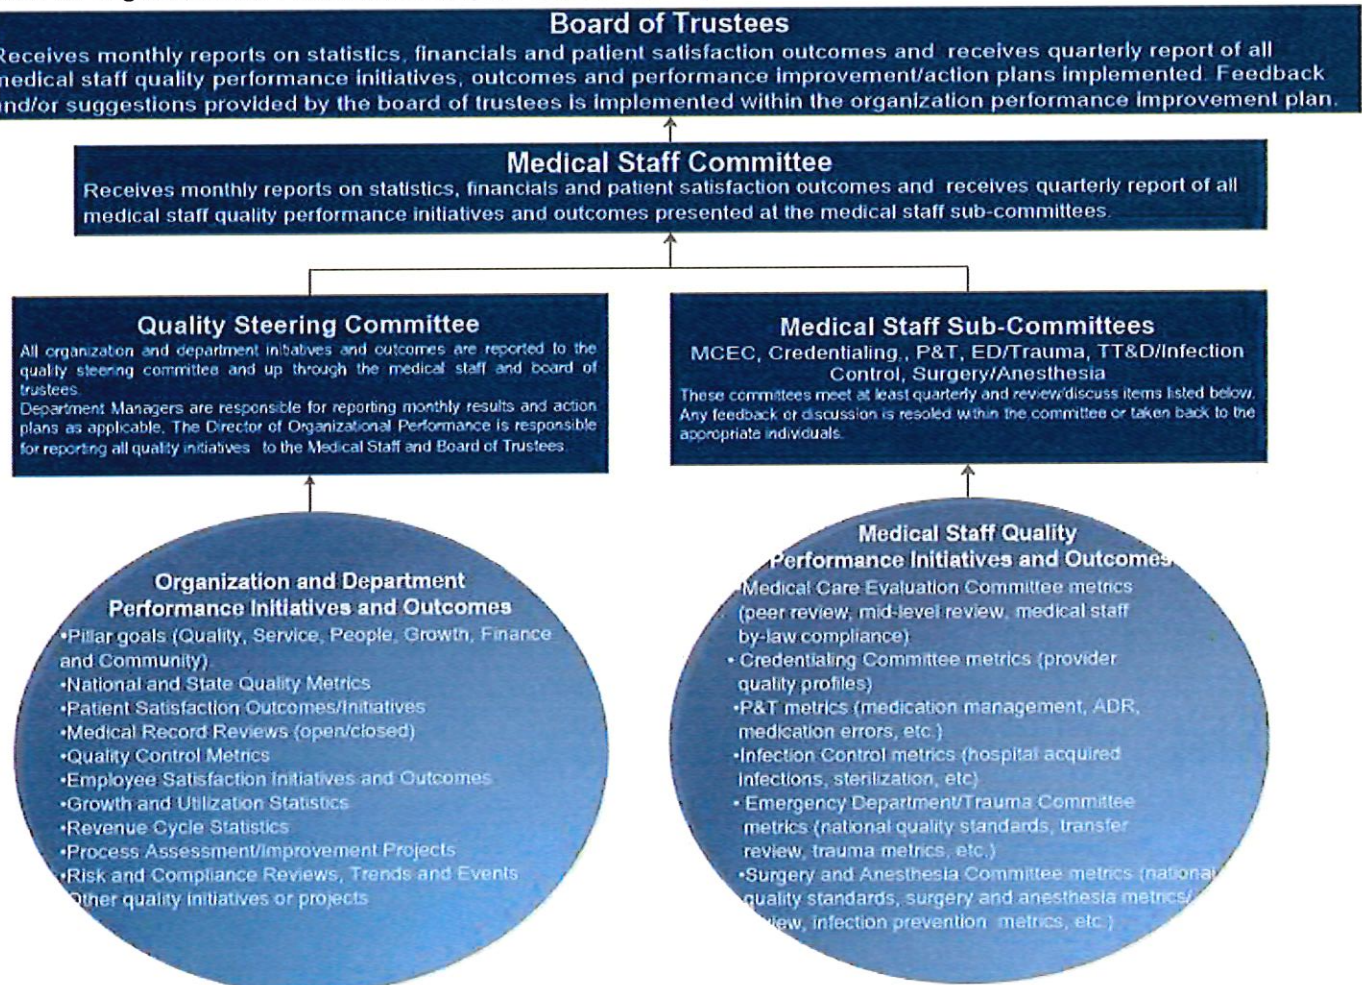 Board of Trustees
Receives monthly reports on statistics, financials and patient satisfaction outcomes and receives quarterly report of all
medical staff quality performance initiatives, outcomes and performance improvement/action plans implemented. Feedback
and/or suggestions provided by the board of trustees is implemented within the organization performance improvement plan.
Medical Staff Committee
Receives monthly reports on statistics, financials and patient satisfaction outcomes and receives quarterly report of all
medical staff quality performance initiatives and outcomes presented at the medical staff sub-committees.
Quality Steering Committee
All organization and department initiatives and outcomes are reported to the
quality steering committee and up through the medical staff and board of
trustees.
Department Managers are responsible for reporting monthly results and action
plans as applicable. The Director of Organizational Performance is responsible
for reporting all quality initiatives to the Medical Staff and Board of Trustees.
Medical Staff Sub-Committees
MCEC, Credentialing,, P&T, ED/Trauma, TT&D/Infection
Control, Surgery/Anesthesia
These committees meet at least quarterly and review/discuss items listed below.
Any feedback or discussion is resoled within the committee or taken back to the
appropriate individuals.
Organization and Department
Performance Initiatives and Outcomes
•Pillar goals (Quality, Service, People, Growth, Finance
and Community)
•National and State Quality Metrics
•Patient Satisfaction Outcomes/Initiatives
•Medical Record Reviews (open/closed)
•Quality Control Metrics
•Employee Satisfaction Initiatives and Outcomes
•Growth and Utilization Statistics
•Revenue Cycle Statistics
•Process Assessment/Improvement Projects
•Risk and Compliance Reviews, Trends and Events
Other quality initiatives or projects
Medical Staff Quality
Performance Initiatives and Outcomes
•Medical Care Evaluation Committee metrics
(peer review, mid-level review, medical staff
by-law compliance)
• Credentialing Committee metrics (provider
quality profiles)
•P&T metrics (medication management, ADR,
medication errors, etc.)
•Infection Control metrics (hospital acquired
infections, sterilization, etc)
• Emergency Department/Trauma Committee
metrics (national quality standards, transfer
review, trauma metrics, etc.)
•Surgery and Anesthesia Committee metrics (national
quality standards, surgery and anesthesia metrics/
infection prevention metrics, etc.)